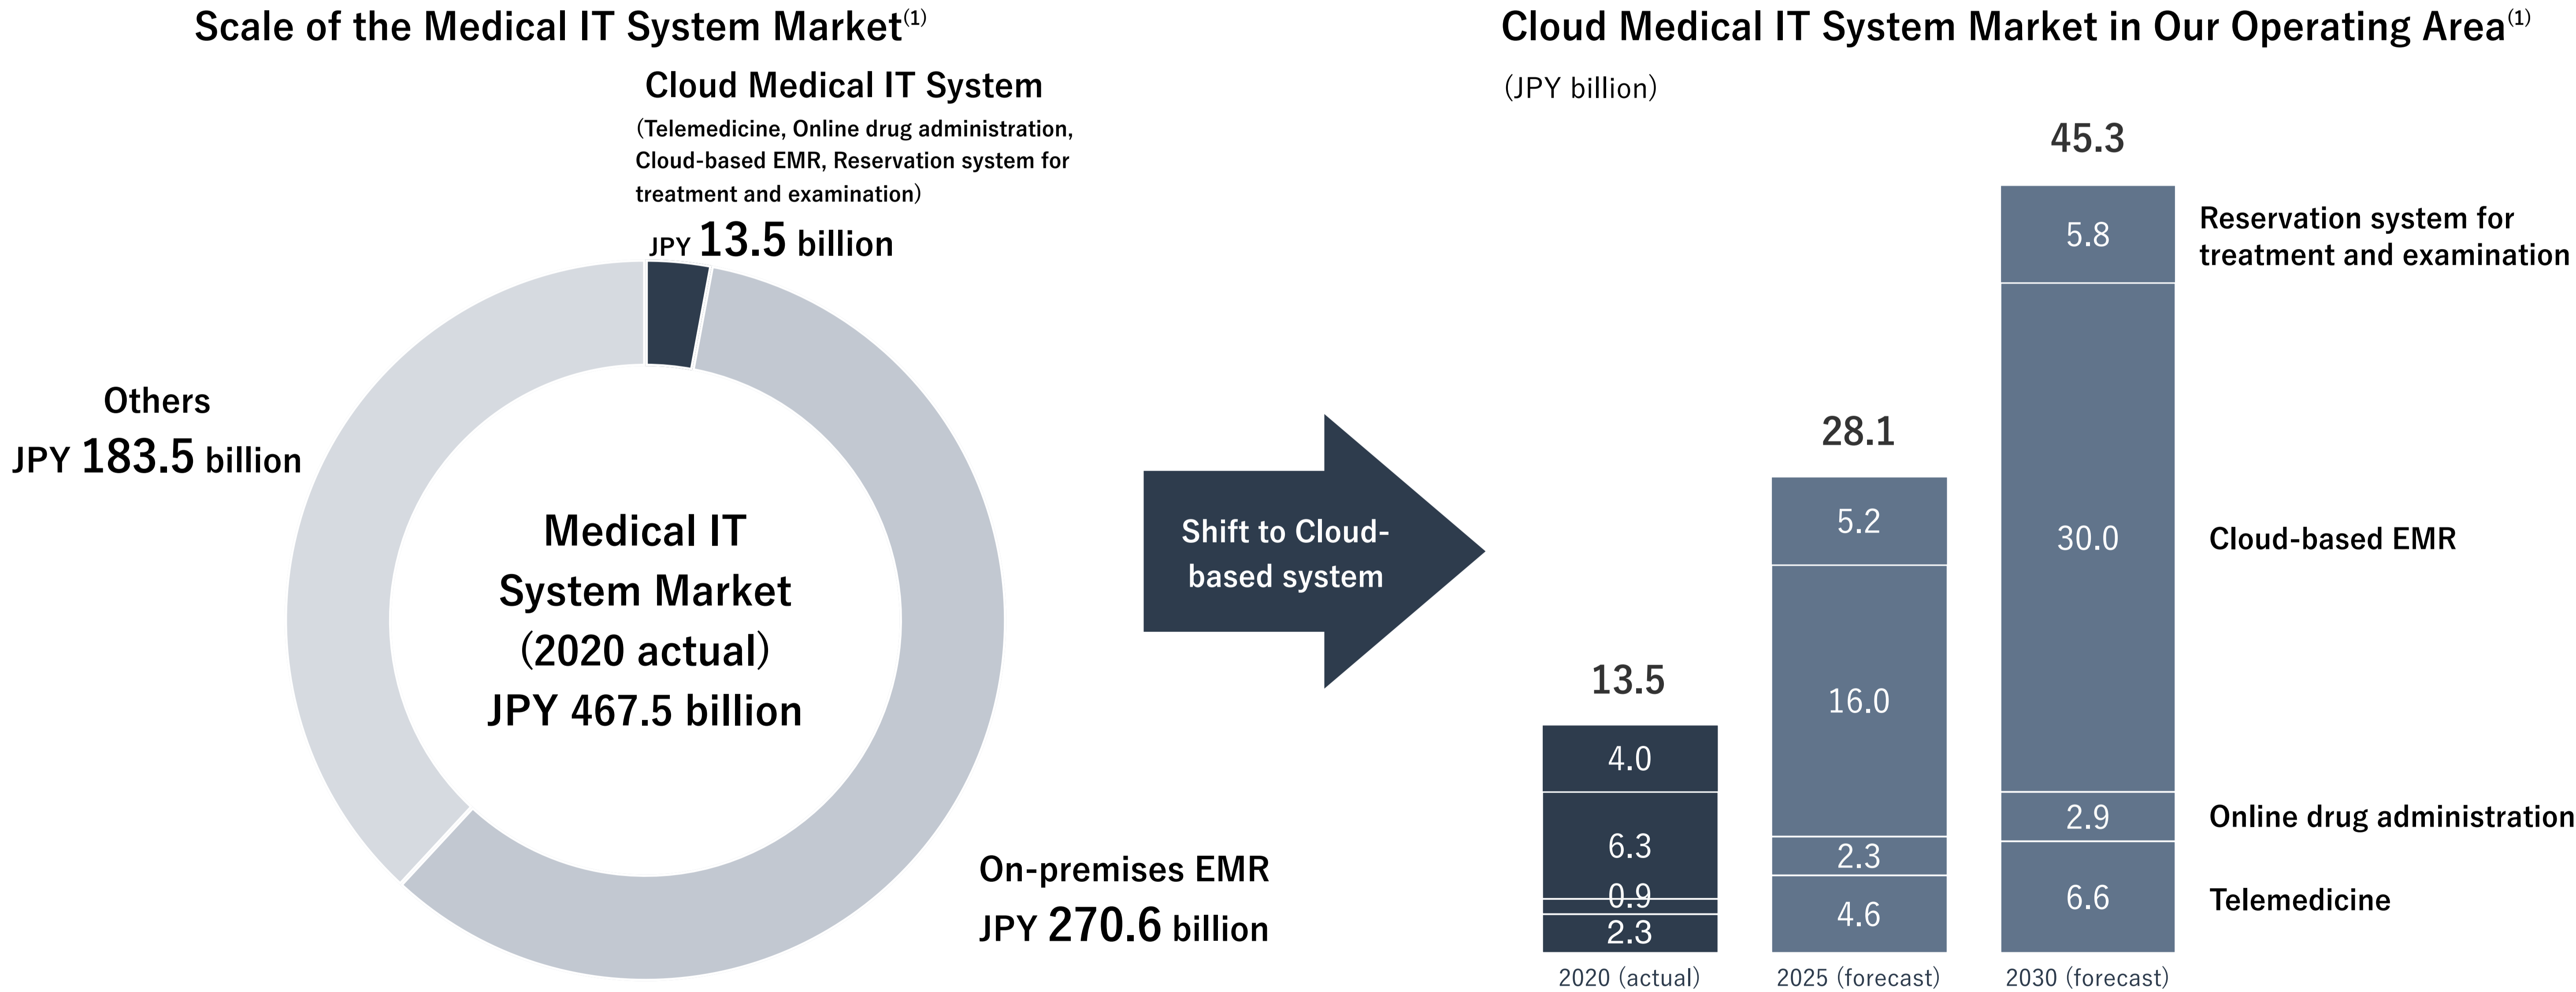 Scale of the Medical IT System Market(1)
Cloud Medical IT System
(Telemedicine, Online drug administration,
Cloud-based EMR, Reservation system for
treatment and examination)
JPY 13.5 billion
Others
JPY 183.5 billion
Medical IT
System Market
(2020 actual)
JPY 467.5 billion
On-premises EMR
JPY 270.6 billion
Shift to Cloud-
based system
Cloud Medical IT System Market in Our Operating Area(1)
(JPY billion)
13.5
4.0
6.3
0.9
2.3
2020 (actual)
28.1
5.2
16.0
2.3
4.6
2025 (forecast)
45.3
5.8
30.0
2.9
6.6
2030 (forecast)
Reservation system for
treatment and examination
Cloud-based EMR
Online drug administration
Telemedicine